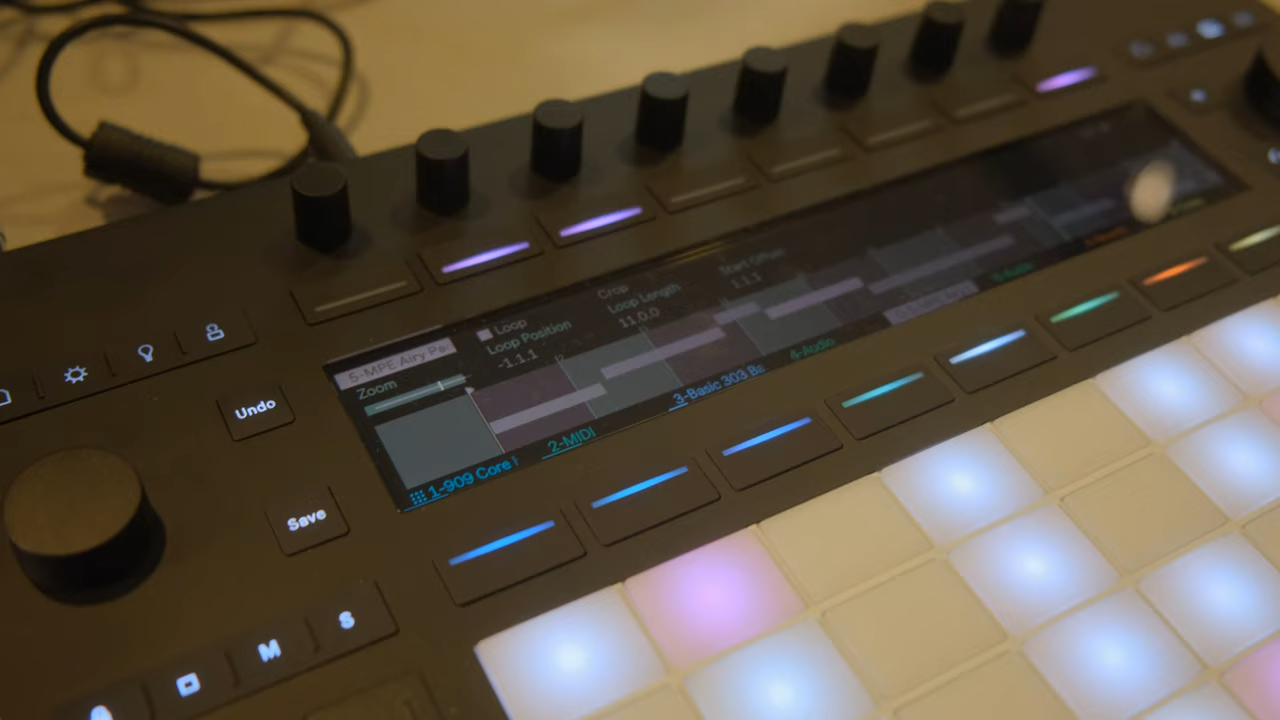 5-MPE Airy Pa
Zoom
Loop
Loop Position
-1.1.1
Crop
Loop Length
11.0.0
Start Offset
1.1.1
1-909 Core
2-MIDI
3-Basic 303 Ba
4-Audio
Undo
Save
M
S